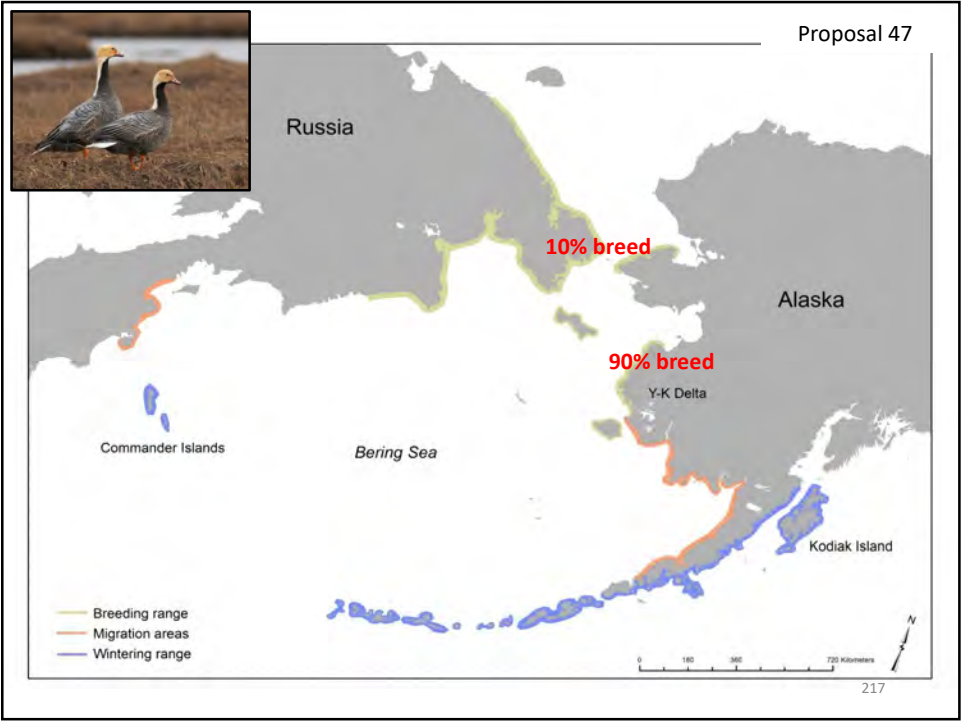 Proposal 47
Russia
10% breed
Alaska
90% breed
Y-K Delta
Commander Islands
Bering Sea
Kodiak Island
Breeding range
Migration areas
Wintering range
N
0 180 360 720 Kilometers
217